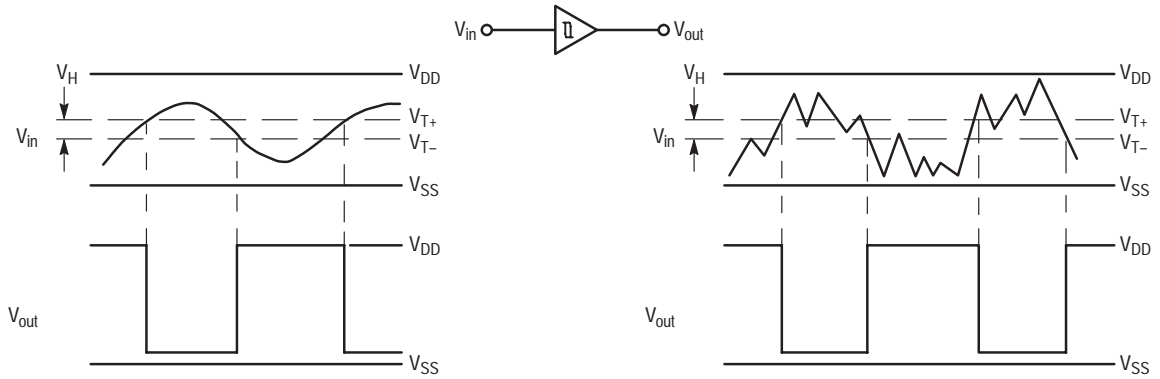 Vin Vout
VH VDD
VT+
Vin
VT–
VSS
VDD
Vout
VSS
VH VDD
VT+
Vin
VT–
VSS
VDD
Vout
VSS